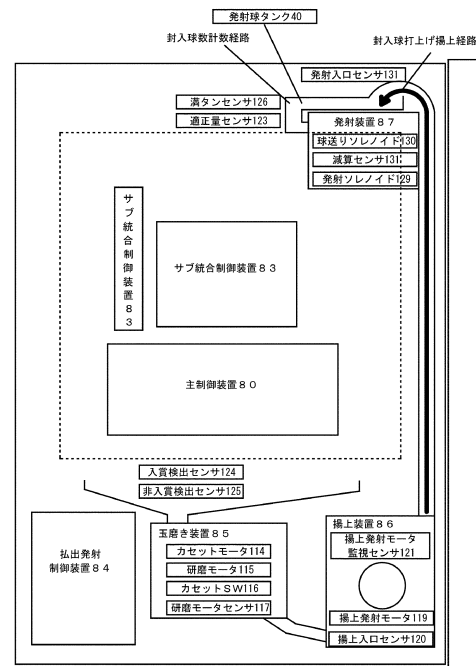 発射球タンク40
封入球数計数経路
封入球打上げ揚上経路
発射入口センサ131
満タンセンサ126
適正量センサ123
発射装置87
球送りソレノイド130
減算センサ131
発射ソレノイド129
サブ統合制御装置83
サブ統合制御装置83
主制御装置80
入賞検出センサ124
非入賞検出センサ125
払出発射
制御装置84
玉磨き装置85
カセットモータ114
研磨モータ115
カセットSW116
研磨モータセンサ117
揚上装置86
揚上発射モータ
監視センサ121
揚上発射モータ119
揚上入口センサ120